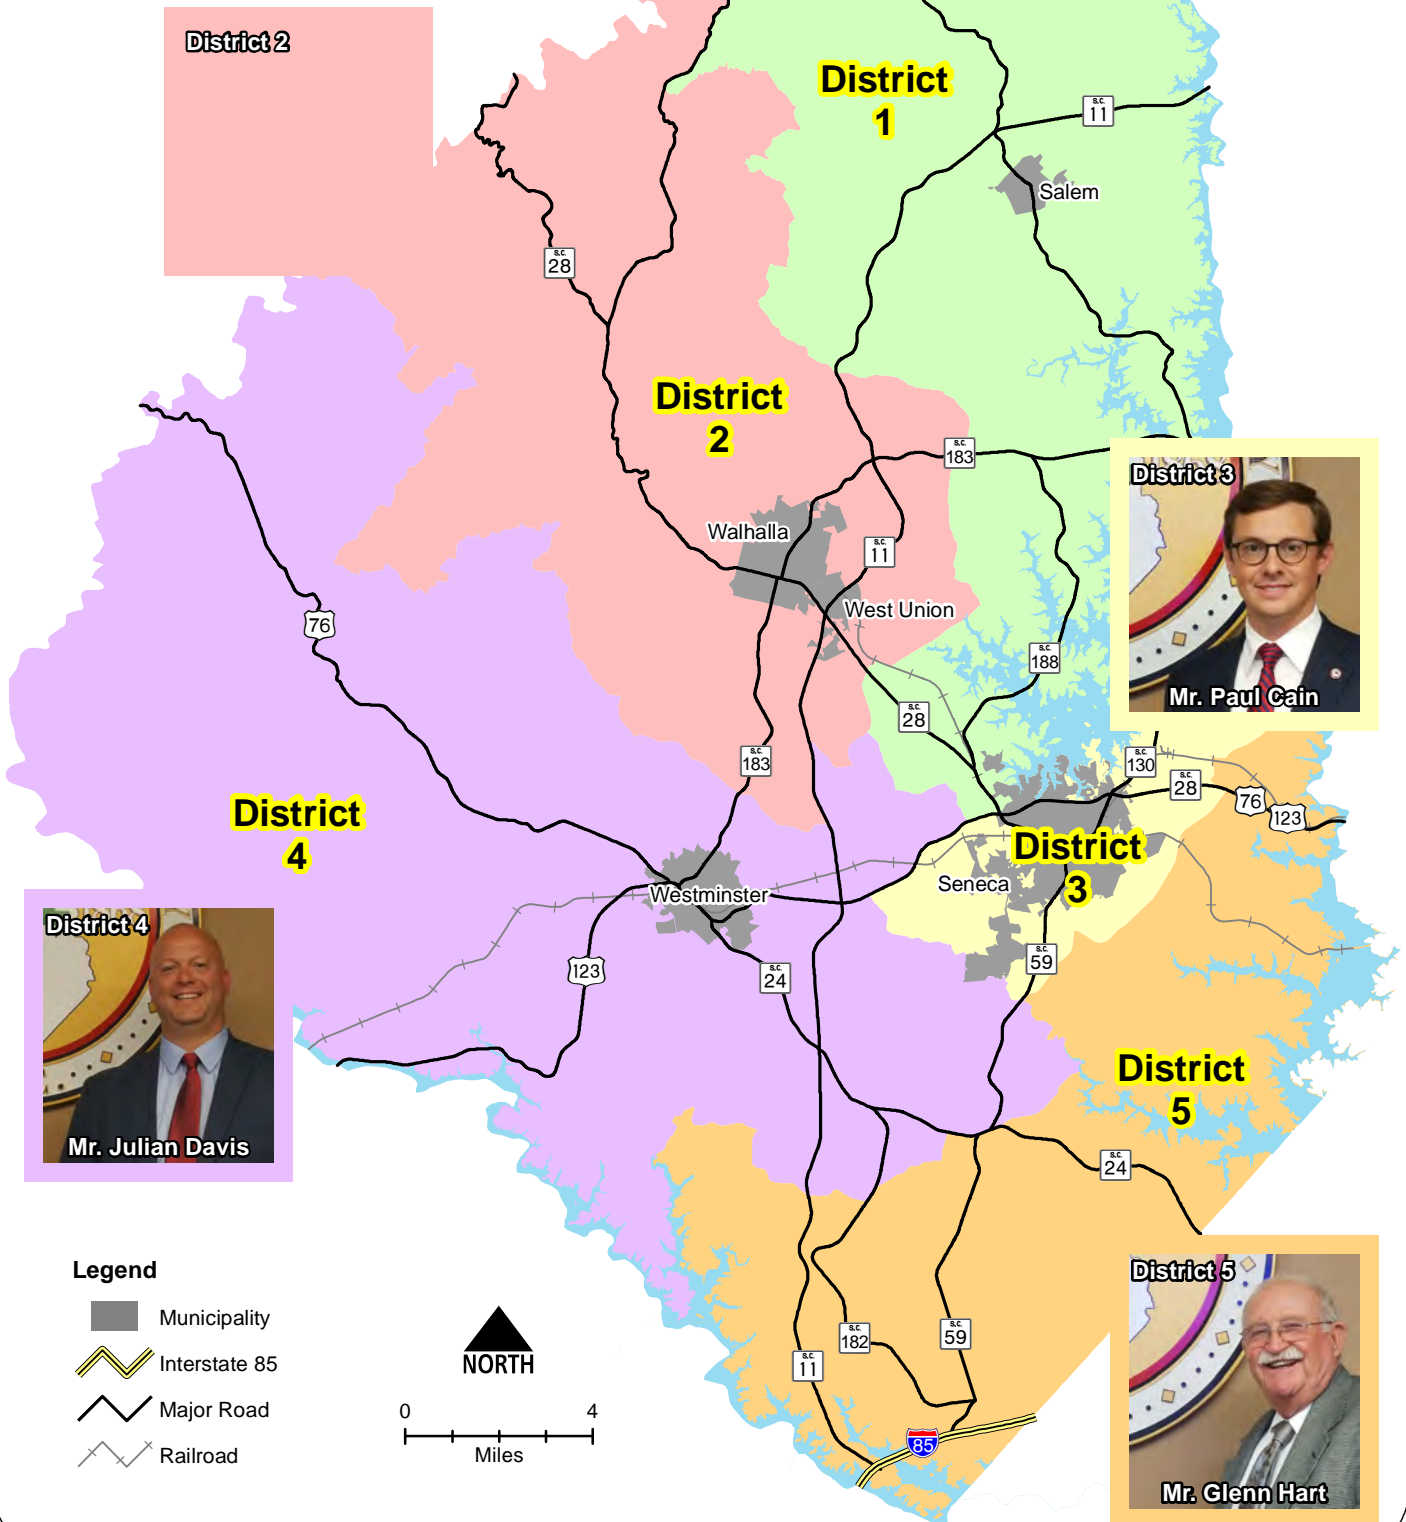 District 2
District
1
S.C.
11
Salem
S.C.
28
District
2
S.C.
183
District 3
Mr. Paul Cain
Walhalla
S.C.
11
West Union
76
S.C.
188
S.C.
28
S.C.
183
S.C.
130
S.C.
28
76
123
District
4
District
3
Seneca
Westminster
District 4
Mr. Julian Davis
123
S.C.
24
S.C.
59
District
5
S.C.
24
District 5
Mr. Glenn Hart
Legend
Municipality
Interstate 85
Major Road
Railroad
NORTH
0 4
Miles
S.C.
182
S.C.
59
S.C.
11
85